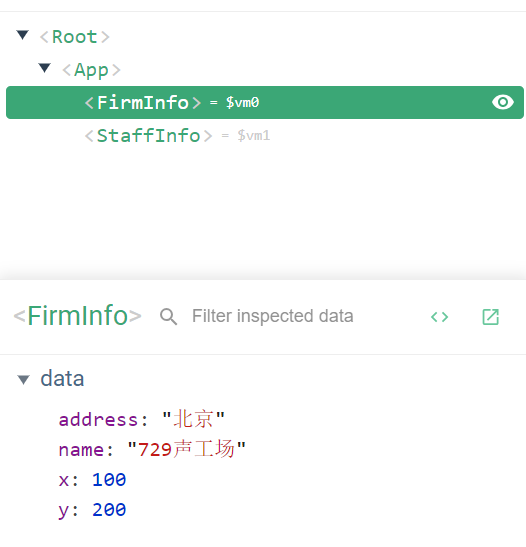 <Root>
<App>
<FirmInfo> = $vm0
<StaffInfo> = $vm1
<FirmInfo> Filter inspected data <>
data
address: "北京"
name: "729声工场"
x: 100
y: 200